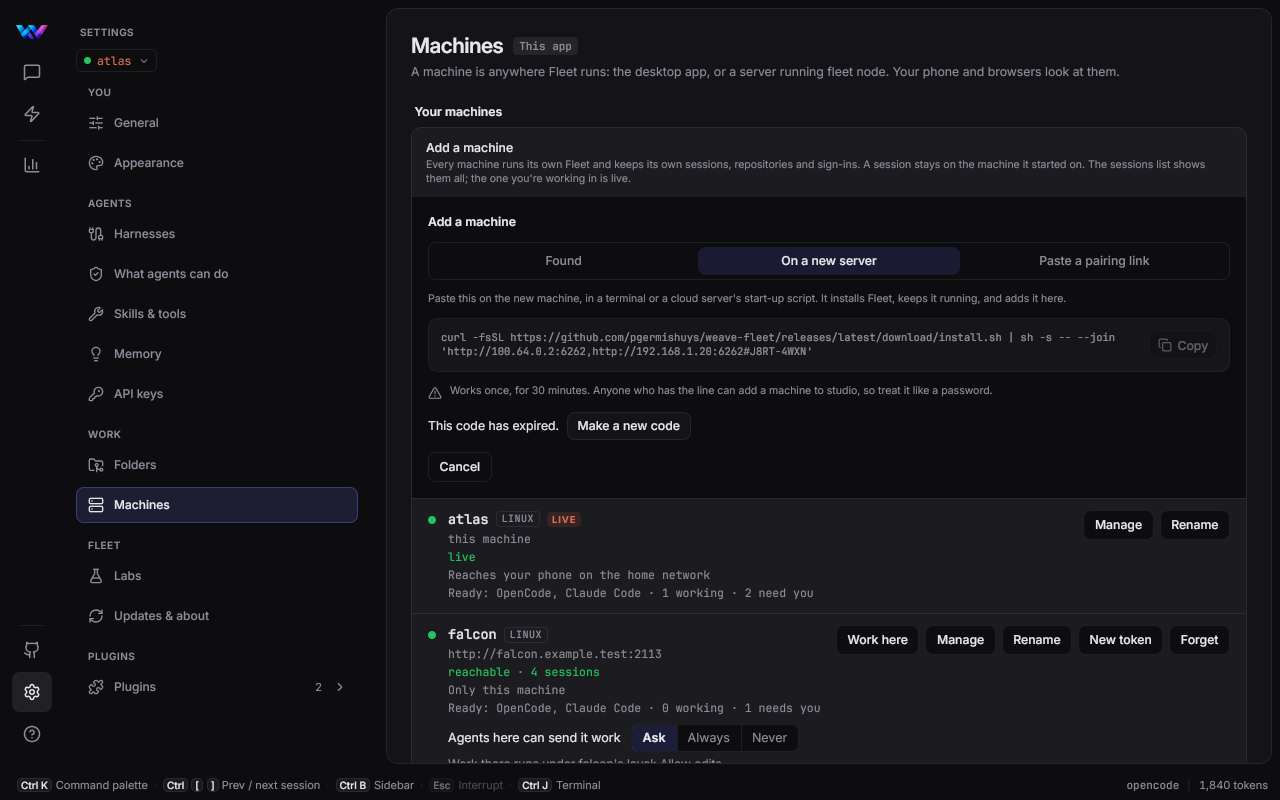 SETTINGS
atlas
YOU
General
Appearance
AGENTS
Harnesses
What agents can do
Skills & tools
Memory
API keys
WORK
Folders
Machines
FLEET
Labs
Updates & about
PLUGINS
Plugins 2
Machines This app
A machine is anywhere Fleet runs: the desktop app, or a server running fleet node. Your phone and browsers look at them.
Your machines
Add a machine
Every machine runs its own Fleet and keeps its own sessions, repositories and sign-ins. A session stays on the machine it started on. The sessions list shows
them all; the one you're working in is live.
Add a machine
Found On a new server Paste a pairing link
Paste this on the new machine, in a terminal or a cloud server's start-up script. It installs Fleet, keeps it running, and adds it here.
curl -fsSL https://github.com/pgermishuys/weave-fleet/releases/latest/download/install.sh | sh -s -- --join
'http://100.64.0.2:6262,http://192.168.1.20:6262#J8RT-4WXN'
Copy
Works once, for 30 minutes. Anyone who has the line can add a machine to studio, so treat it like a password.
This code has expired. Make a new code
Cancel
atlas LINUX LIVE Manage Rename
this machine
live
Reaches your phone on the home network
Ready: OpenCode, Claude Code · 1 working · 2 need you
falcon LINUX Work here Manage Rename New token Forget
http://falcon.example.test:2113
reachable · 4 sessions
Only this machine
Ready: OpenCode, Claude Code · 0 working · 1 needs you
Agents here can send it work Ask Always Never
Work there runs under falcon's level: Allow edits
Ctrl K Command palette · Ctrl [ ] Prev / next session · Ctrl B Sidebar · Esc Interrupt · Ctrl J Terminal
opencode 1,840 tokens